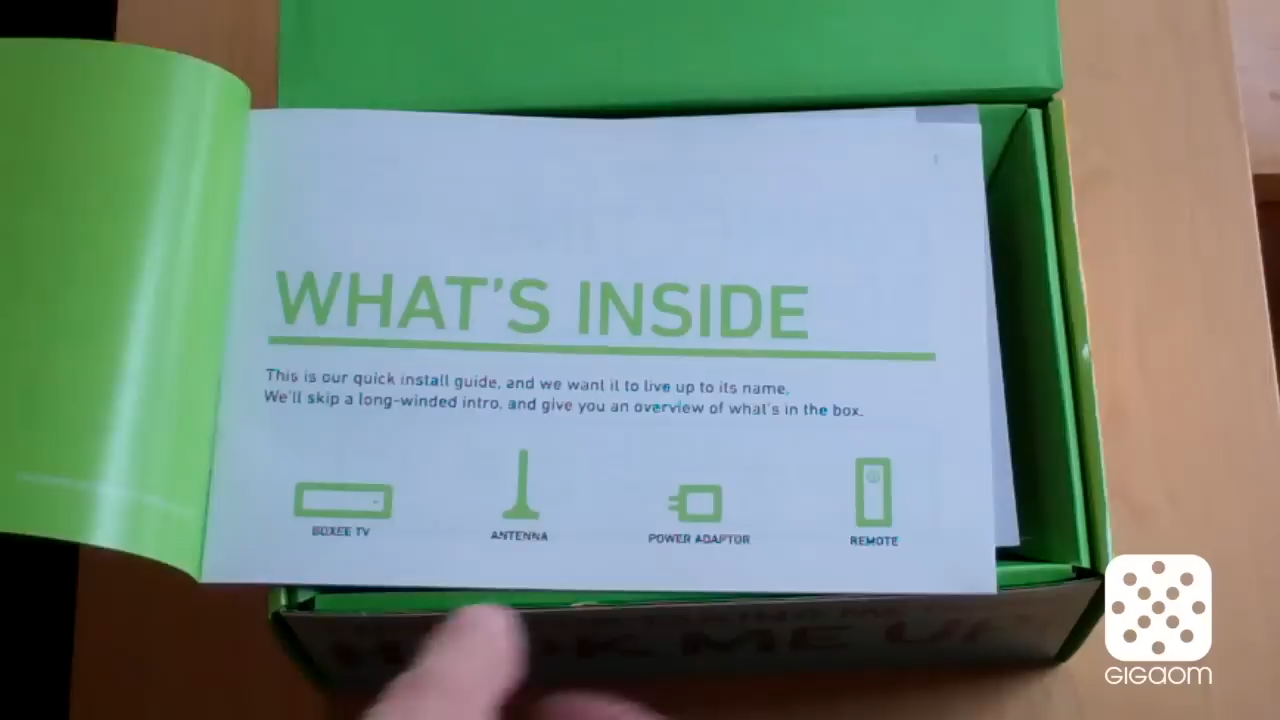 WHAT'S INSIDE
This is our quick install guide, and we want it to live up to its name.
We'll skip a long-winded intro, and give you an overview of what's in the box.
BOXEE TV
ANTENNA
POWER ADAPTOR
REMOTE
ME
GIGAOM